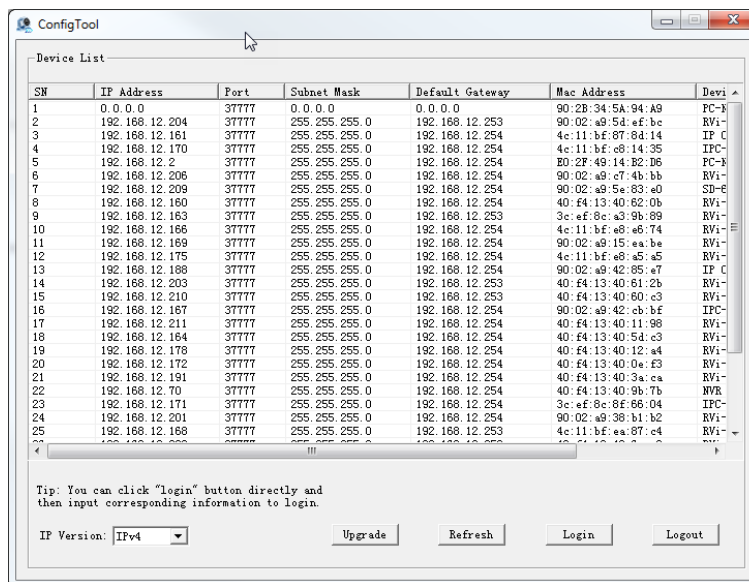 ConfigTool
Device List
SN IP Address Port Subnet Mask Default Gateway Mac Address Devi
1 0.0.0.0 37777 0.0.0.0 0.0.0.0 90:2B:34:5A:94:A9 PC-N
2 192.168.12.204 37777 255.255.255.0 192.168.12.253 90:02:a9:5d:ef:bc RVi-
3 192.168.12.161 37777 255.255.255.0 192.168.12.254 4c:11:bf:87:8d:14 IP C
4 192.168.12.170 37777 255.255.255.0 192.168.12.254 4c:11:bf:c8:14:35 IPC-
5 192.168.12.2 37777 255.255.255.0 192.168.12.254 E0:2F:49:14:B2:D6 PC-N
6 192.168.12.206 37777 255.255.255.0 192.168.12.254 90:02:a9:c7:4b:bb RVi-
7 192.168.12.209 37777 255.255.255.0 192.168.12.254 90:02:a9:5e:83:e0 SD-6
8 192.168.12.160 37777 255.255.255.0 192.168.12.254 40:f4:13:40:62:0b RVi-
9 192.168.12.163 37777 255.255.255.0 192.168.12.253 3c:ef:8c:a3:9b:89 RVi-
10 192.168.12.166 37777 255.255.255.0 192.168.12.254 4c:11:bf:e8:e6:74 RVi-
11 192.168.12.169 37777 255.255.255.0 192.168.12.254 90:02:a9:15:ea:be RVi-
12 192.168.12.175 37777 255.255.255.0 192.168.12.254 4c:11:bf:e8:a5:a5 RVi-
13 192.168.12.188 37777 255.255.255.0 192.168.12.254 90:02:a9:42:85:e7 IP C
14 192.168.12.203 37777 255.255.255.0 192.168.12.253 40:f4:13:40:61:2b RVi-
15 192.168.12.210 37777 255.255.255.0 192.168.12.253 40:f4:13:40:60:c3 RVi-
16 192.168.12.167 37777 255.255.255.0 192.168.12.254 90:02:a9:42:cb:bf IPC-
17 192.168.12.211 37777 255.255.255.0 192.168.12.254 40:f4:13:40:11:98 RVi-
18 192.168.12.164 37777 255.255.255.0 192.168.12.254 40:f4:13:40:5d:c3 RVi-
19 192.168.12.178 37777 255.255.255.0 192.168.12.254 40:f4:13:40:12:a4 RVi-
20 192.168.12.172 37777 255.255.255.0 192.168.12.254 40:f4:13:40:0e:f3 RVi-
21 192.168.12.191 37777 255.255.255.0 192.168.12.254 40:f4:13:40:3a:ca RVi-
22 192.168.12.70 37777 255.255.255.0 192.168.12.254 40:f4:13:40:9b:7b NVR
23 192.168.12.171 37777 255.255.255.0 192.168.12.254 3c:ef:8c:8f:66:04 IPC-
24 192.168.12.201 37777 255.255.255.0 192.168.12.254 90:02:a9:38:b1:b2 RVi-
25 192.168.12.168 37777 255.255.255.0 192.168.12.253 4c:11:bf:ea:87:c4 RVi-
Tip: You can click "login" button directly and
then input corresponding information to login.
IP Version: IPv4 Upgrade Refresh Login Logout